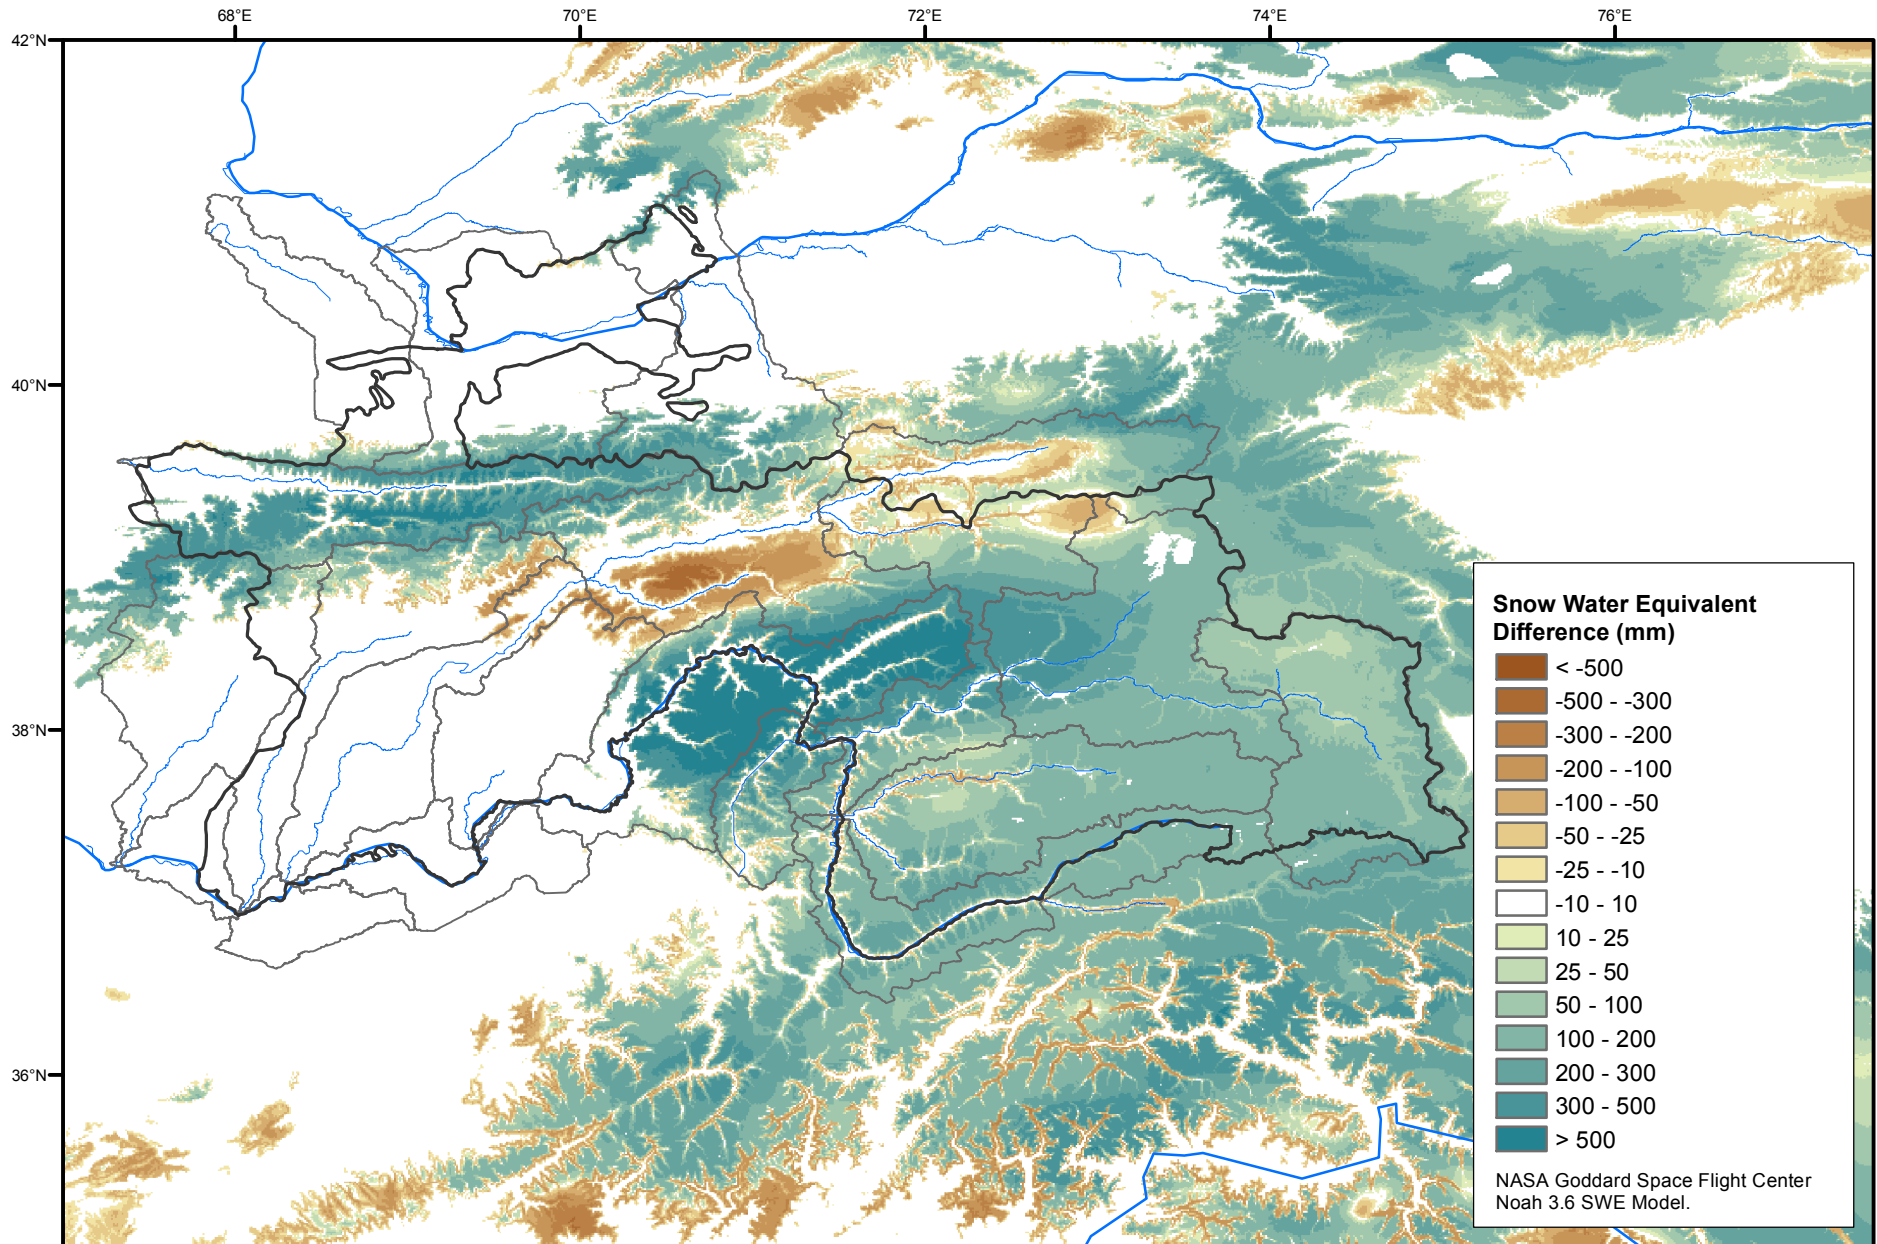 68°E 70°E 72°E 74°E 76°E
42°N
40°N
38°N
36°N
Snow Water Equivalent
Difference (mm)
< -500
-500 - -300
-300 - -200
-200 - -100
-100 - -50
-50 - -25
-25 - -10
-10 - 10
10 - 25
25 - 50
50 - 100
100 - 200
200 - 300
300 - 500
> 500
NASA Goddard Space Flight Center
Noah 3.6 SWE Model.